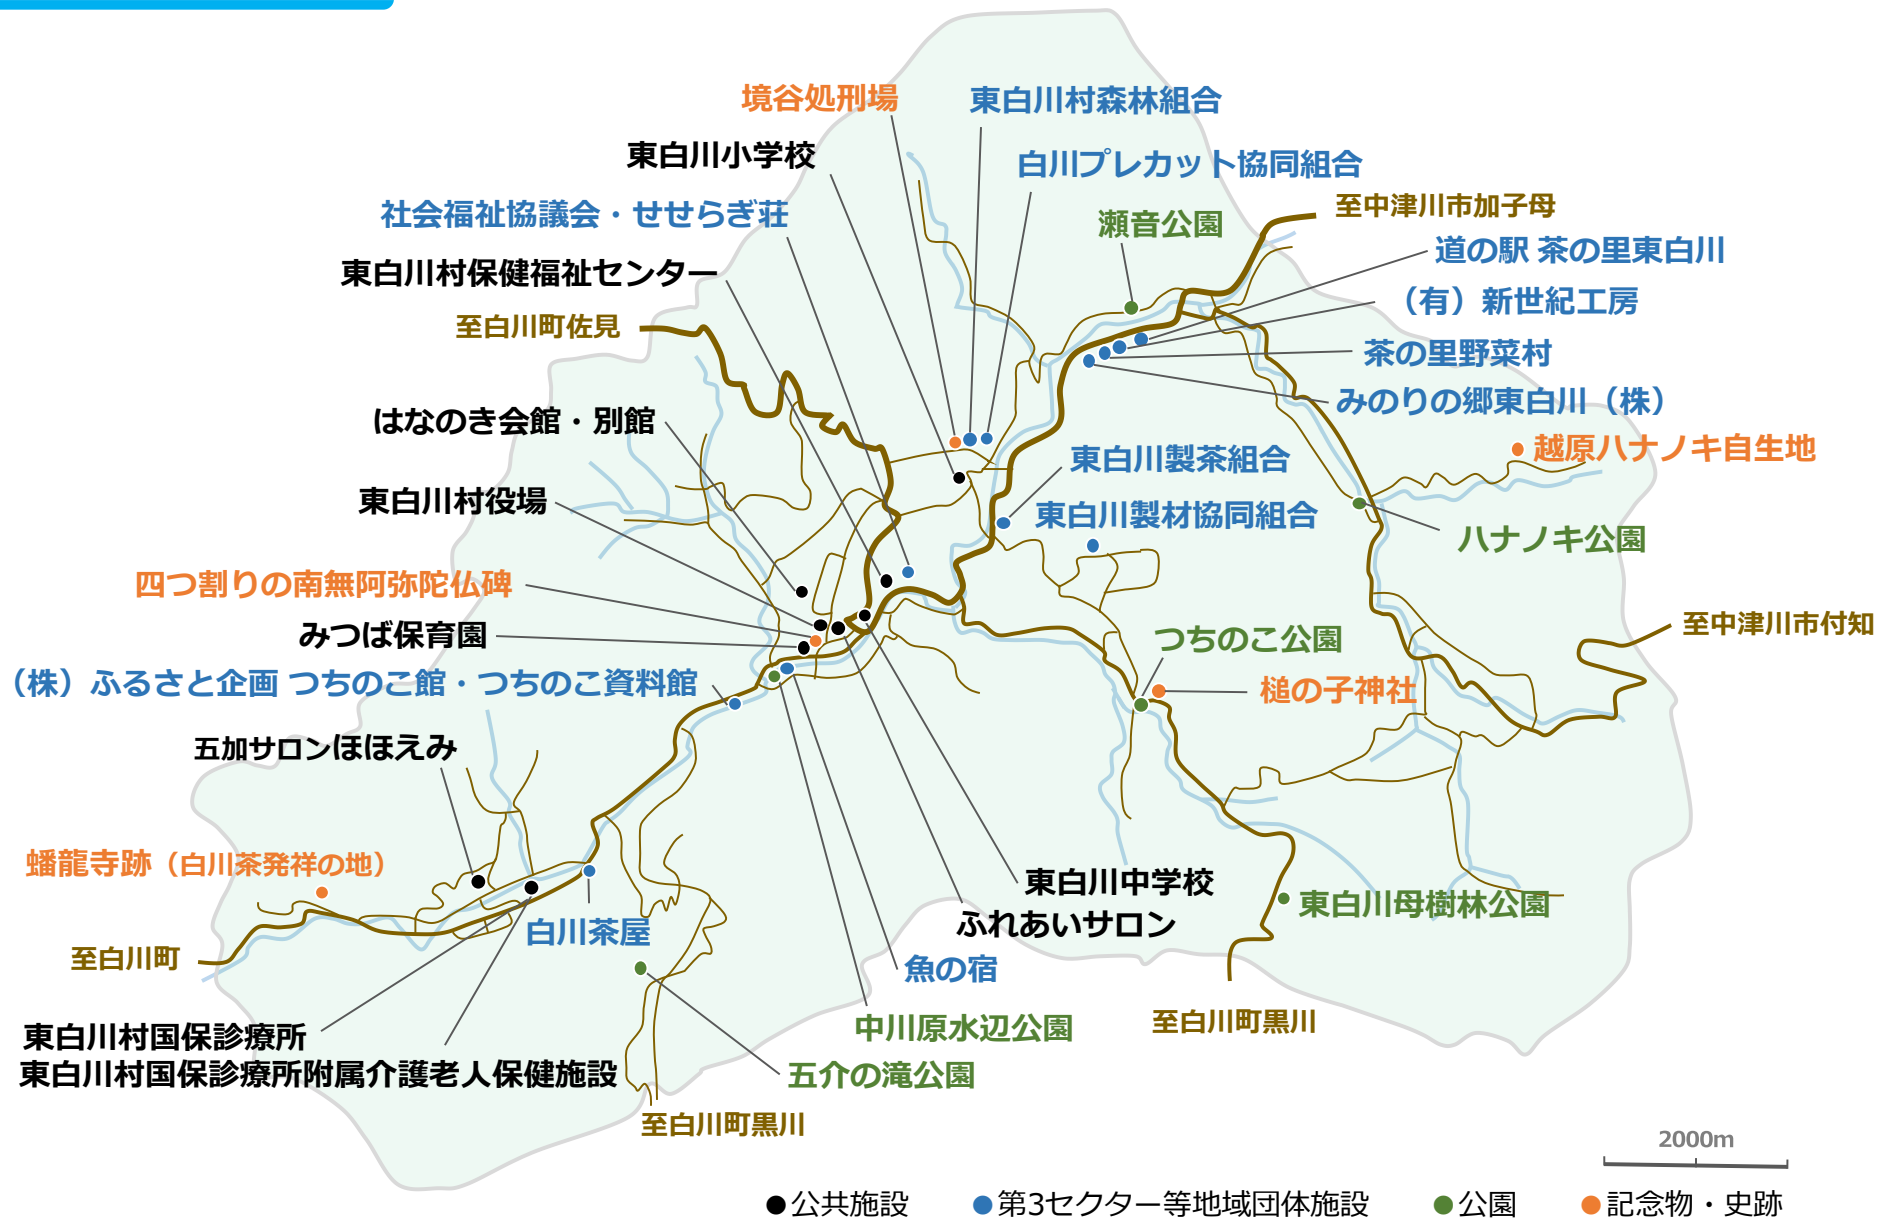 境谷処刑場
東白川村森林組合
東白川小学校
白川プレカット協同組合
社会福祉協議会・せせらぎ荘
瀬音公園
至中津川市加子母
道の駅 茶の里東白川
東白川村保健福祉センター
（有）新世紀工房
至白川町佐見
茶の里野菜村
みのりの郷東白川（株）
はなのき会館・別館
越原ハナノキ自生地
東白川製茶組合
東白川村役場
東白川製材協同組合
ハナノキ公園
四つ割りの南無阿弥陀仏碑
みつば保育園
至中津川市付知
つちのこ公園
（株）ふるさと企画 つちのこ館・つちのこ資料館
槌の子神社
五加サロンほほえみ
蟠龍寺跡（白川茶発祥の地）
東白川中学校
東白川母樹林公園
ふれあいサロン
白川茶屋
至白川町
魚の宿
東白川村国保診療所
中川原水辺公園
至白川町黒川
東白川村国保診療所附属介護老人保健施設
五介の滝公園
至白川町黒川
2000m
公共施設
第3セクター等地域団体施設
公園
記念物・史跡